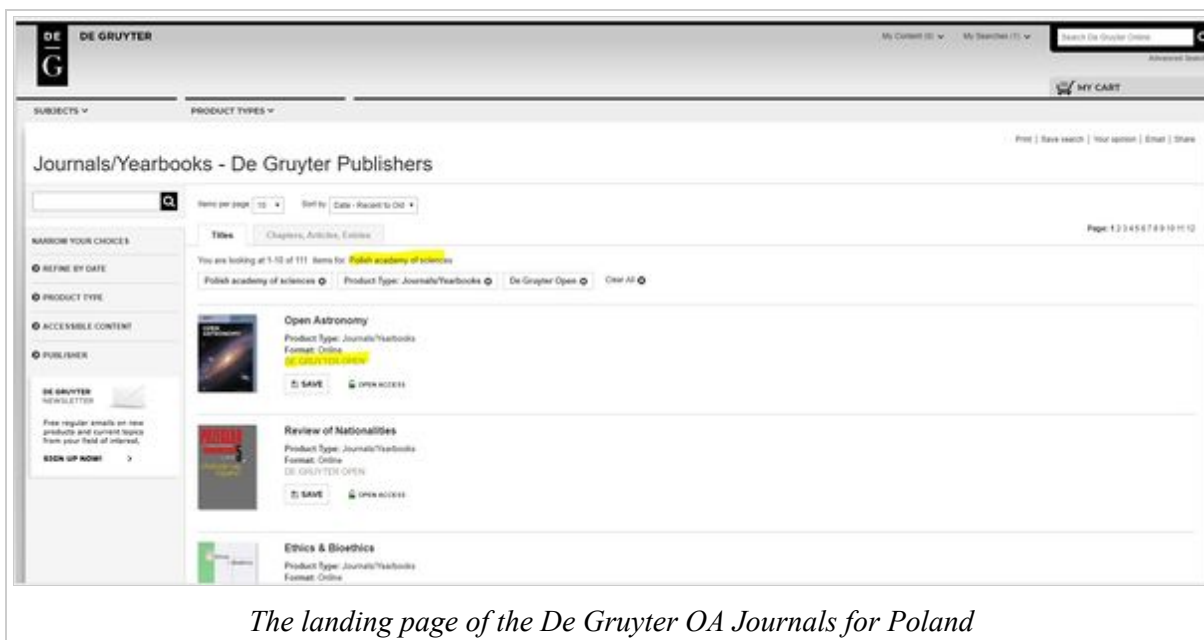 DE
G
DE GRUYTER
My Content (0) My Searches (1)
Search De Gruyter Online
Advanced Search
MY CART
SUBJECTS PRODUCT TYPES
Print | Save search | Your opinion | Email | Share
Journals/Yearbooks - De Gruyter Publishers
Items per page 10 Sort by Date - Recent to Old
Titles Chapters, Articles, Entries
Page: 1 2 3 4 5 6 7 8 9 10 11 12
NARROW YOUR CHOICES
REFINE BY DATE
PRODUCT TYPE
ACCESSIBLE CONTENT
PUBLISHER
DE GRUYTER
NEWSLETTER
Free regular emails on new
products and current topics
from your field of interest.
SIGN UP NOW! >
You are looking at 1-10 of 111 items for: Polish academy of sciences
Polish academy of sciences Product Type: Journals/Yearbooks De Gruyter Open Clear All
OPEN
ASTRONOMY
Open Astronomy
Product Type: Journals/Yearbooks
Format: Online
DE GRUYTER OPEN
SAVE OPEN ACCESS
Review of Nationalities
Product Type: Journals/Yearbooks
Format: Online
DE GRUYTER OPEN
SAVE OPEN ACCESS
Ethics & Bioethics
Product Type: Journals/Yearbooks
Format: Online
The landing page of the De Gruyter OA Journals for Poland